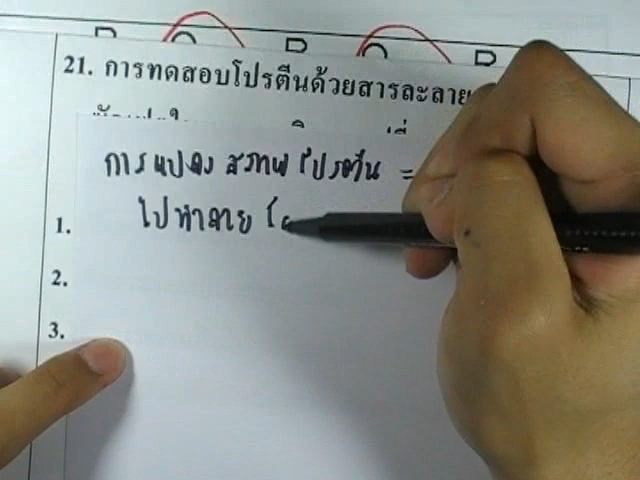 21. การทดสอบโปรตีนด้วยสารละลาย
การแปลงสภาพโปรตีน =
1. ไปทำลาย
2.
3.